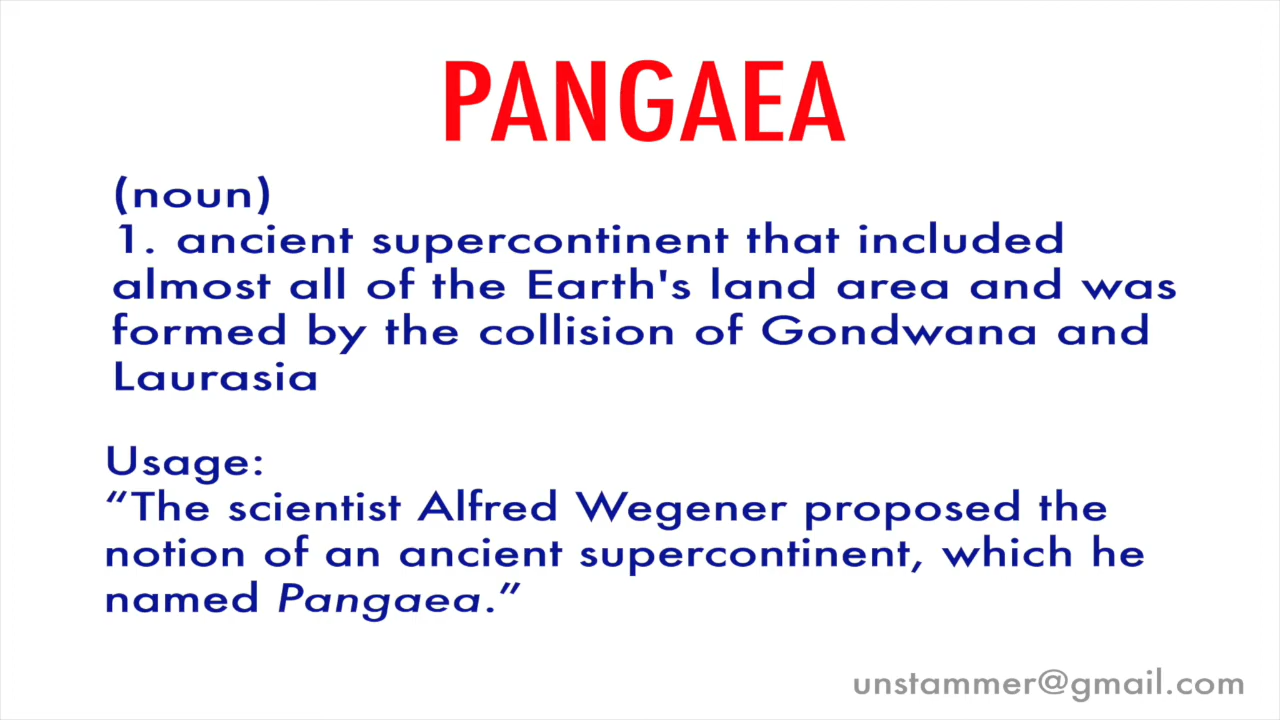 PANGAEA
(noun)
1. ancient supercontinent that included
almost all of the Earth's land area and was
formed by the collision of Gondwana and
Laurasia
Usage:
“The scientist Alfred Wegener proposed the
notion of an ancient supercontinent, which he
named Pangaea.”
unstammer@gmail.com